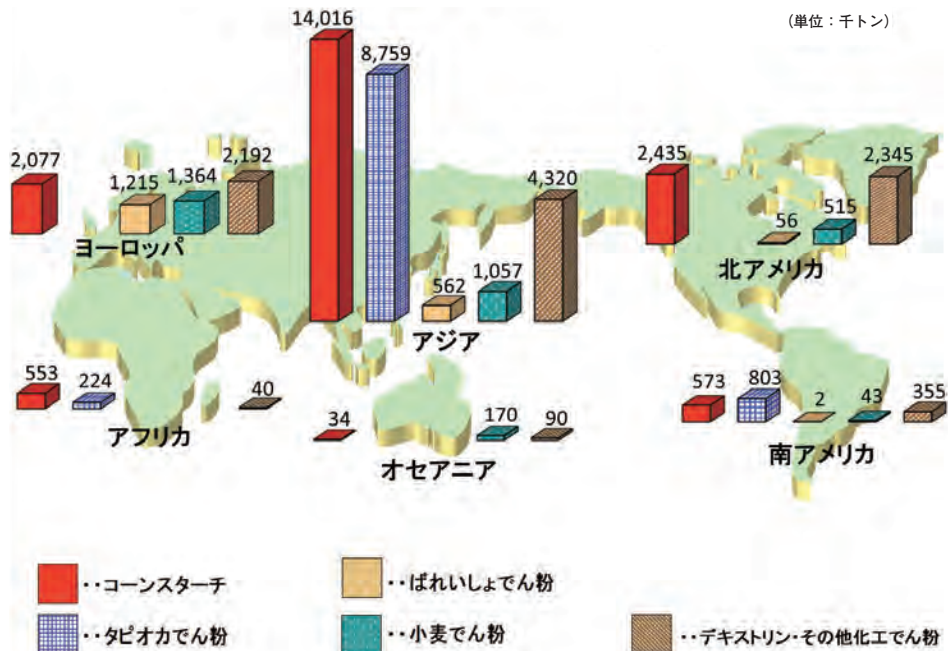 (単位：千トン)
14,016
8,759
2,077
1,215
1,364
2,192
ヨーロッパ
562
1,057
4,320
アジア
2,435
56
515
2,345
北アメリカ
553
224
40
アフリカ
34
170
90
オセアニア
573
803
2
43
355
南アメリカ
・・コーンスターチ
・・ばれいしょでん粉
・・タピオカでん粉
・・小麦でん粉
・・デキストリン・その他化工でん粉